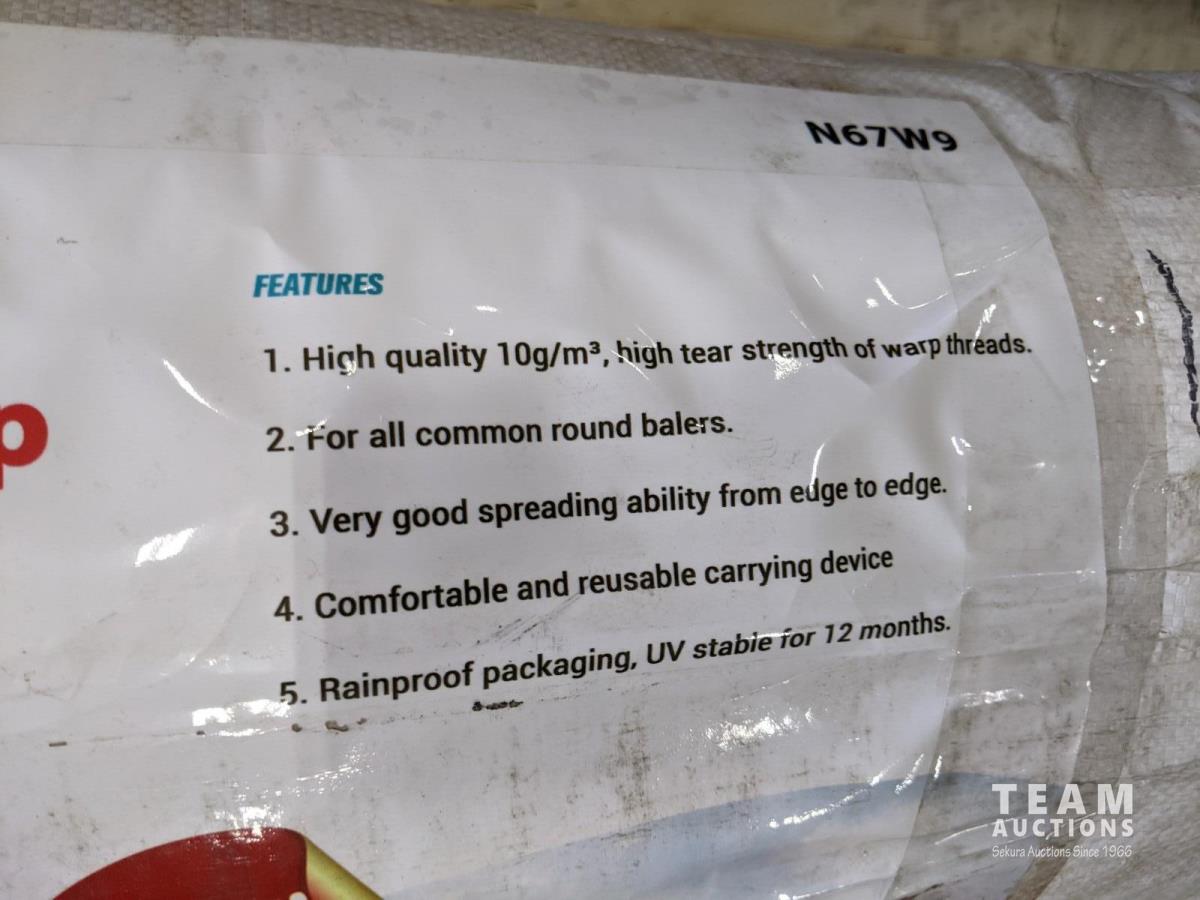 N67W9
FEATURES
1. High quality 10g/m³, high tear strength of warp threads.
p
2. For all common round balers.
3. Very good spreading ability from edge to edge.
4. Comfortable and reusable carrying device
5. Rainproof packaging, UV stable for 12 months.
TEAM
AUCTIONS
Sekura Auctions Since 1966